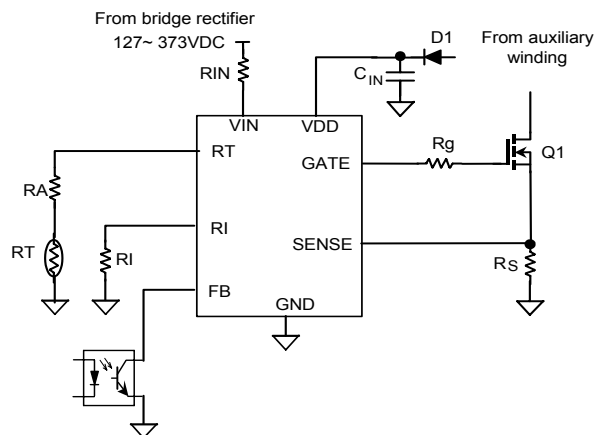 From bridge rectifier
127~ 373VDC
RIN
D1
From auxiliary
winding
CIN
VIN
VDD
RT
GATE
Rg
Q1
RA
RT
RI
RI
SENSE
RS
FB
GND